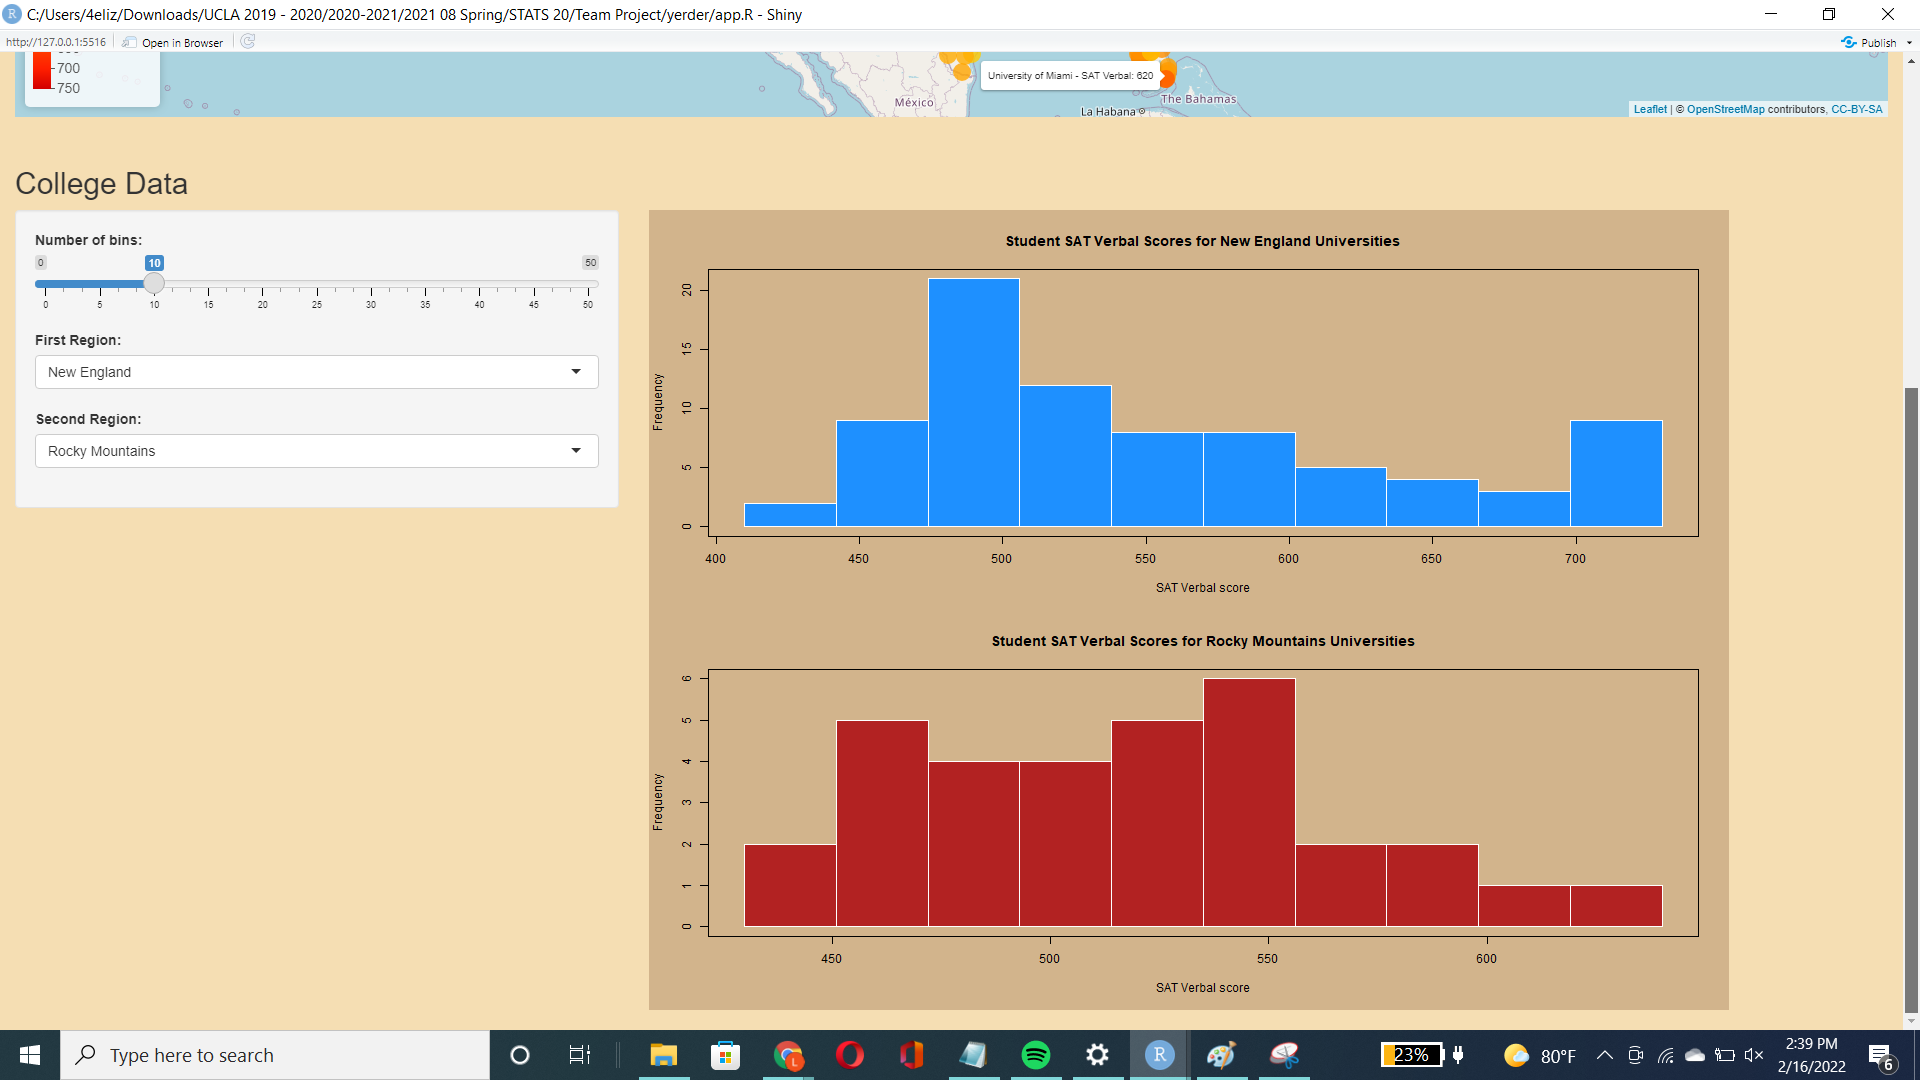 C:/Users/4eliz/Downloads/UCLA 2019 - 2020/2020-2021/2021 08 Spring/STATS 20/Team Project/yerder/app.R - Shiny
http://127.0.0.1:5516 Open in Browser Publish
700
750
México
University of Miami - SAT Verbal: 620
The Bahamas
La Habana
Leaflet | © OpenStreetMap contributors, CC-BY-SA
College Data
Number of bins:
0 10 50
0 5 10 15 20 25 30 35 40 45 50
First Region:
New England
Second Region:
Rocky Mountains
Student SAT Verbal Scores for New England Universities
Frequency
20
15
10
5
0
400 450 500 550 600 650 700
SAT Verbal score
Student SAT Verbal Scores for Rocky Mountains Universities
Frequency
6
5
4
3
2
1
0
450 500 550 600
SAT Verbal score
Type here to search
23%
80°F
2:39 PM
2/16/2022
6